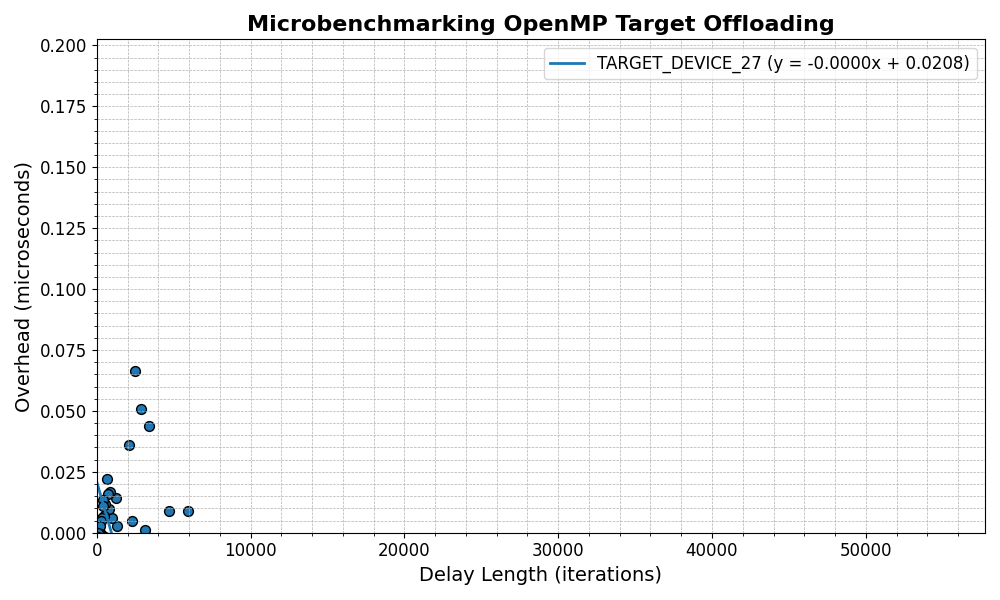 Microbenchmarking OpenMP Target Offloading
TARGET_DEVICE_27 (y = -0.0000x + 0.0208)
Overhead (microseconds)
0.200
0.175
0.150
0.125
0.100
0.075
0.050
0.025
0.000
0 10000 20000 30000 40000 50000
Delay Length (iterations)